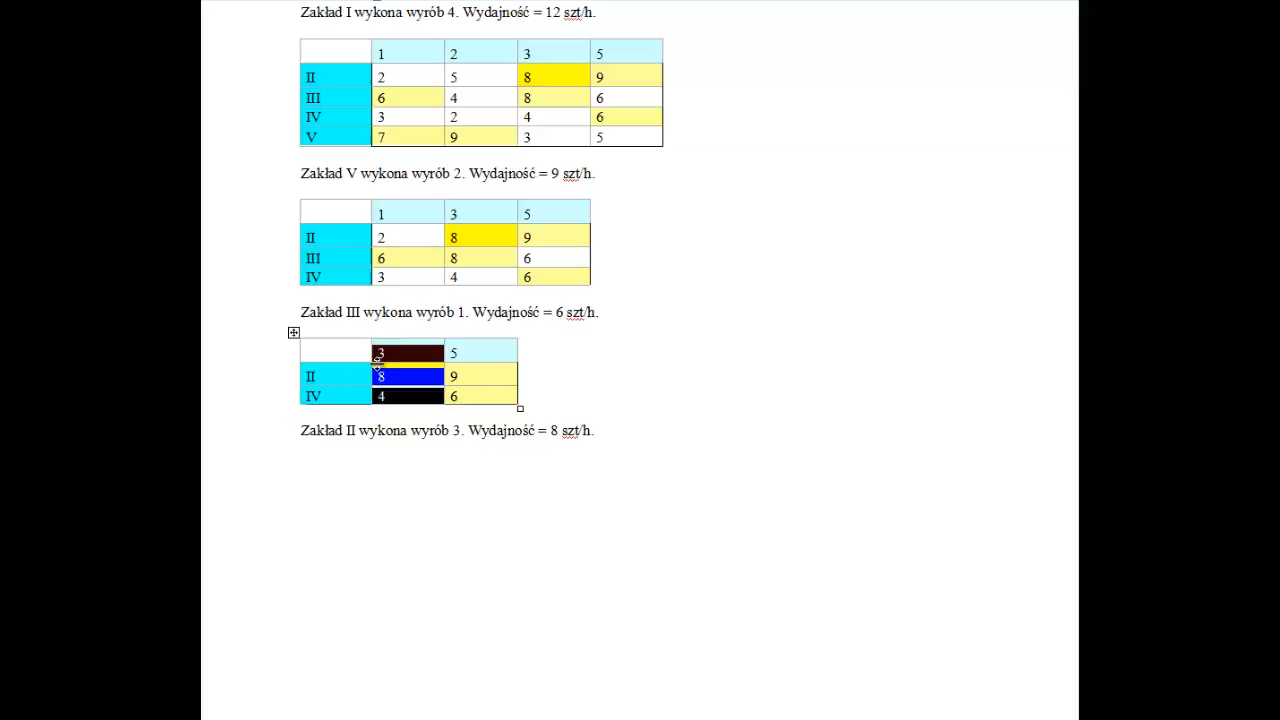 Zakład I wykona wyrób 4. Wydajność = 12 szt/h.
1 2 3 5
II 2 5 8 9
III 6 4 8 6
IV 3 2 4 6
V 7 9 3 5
Zakład V wykona wyrób 2. Wydajność = 9 szt/h.
1 3 5
II 2 8 9
III 6 8 6
IV 3 4 6
Zakład III wykona wyrób 1. Wydajność = 6 szt/h.
3 5
II 8 9
IV 4 6
Zakład II wykona wyrób 3. Wydajność = 8 szt/h.